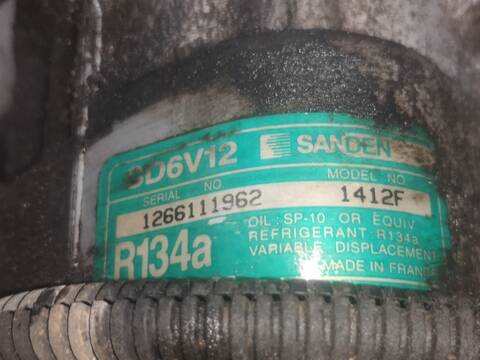 SD6V12 SANDEN
SERIAL NO MODEL NO
1266111962 1412F
OIL: SP-10 OR EQUIV
REFRIGERANT: R134a
R134a VARIABLE DISPLACEMENT
MADE IN FRANCE